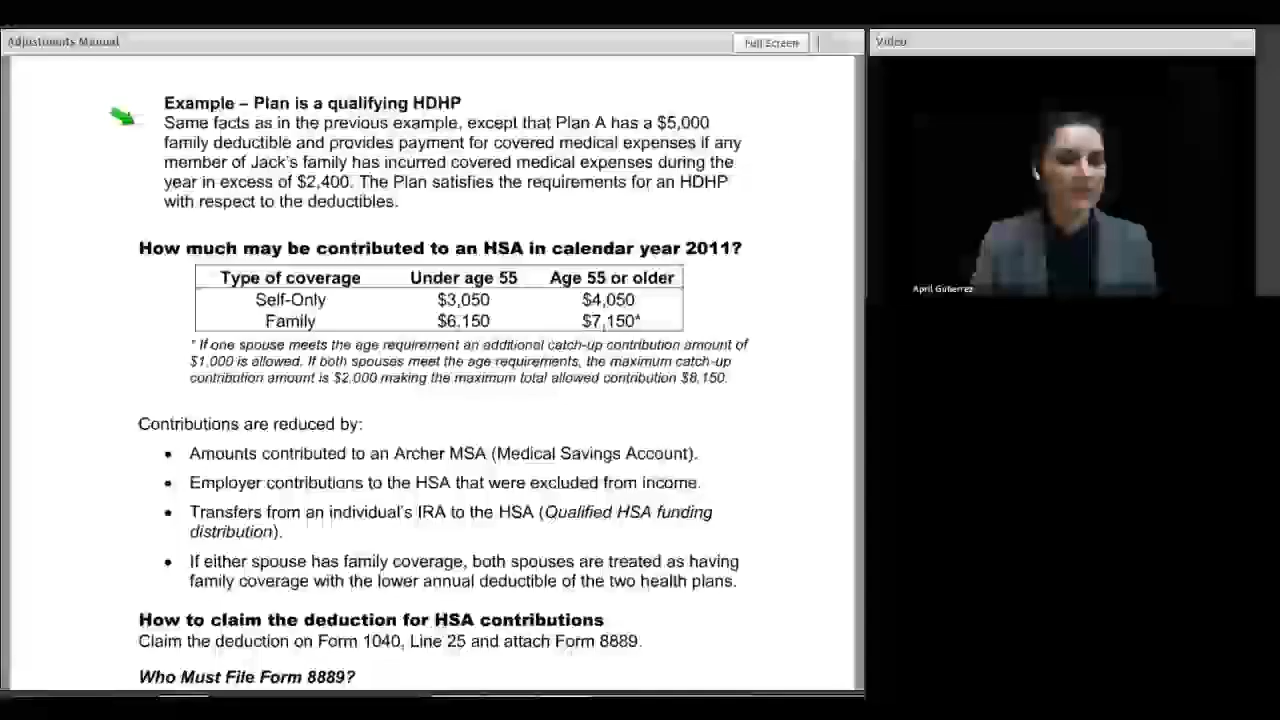 Adjustments Manual
Full Screen
Video
Example – Plan is a qualifying HDHP
Same facts as in the previous example, except that Plan A has a $5,000
family deductible and provides payment for covered medical expenses if any
member of Jack's family has incurred covered medical expenses during the
year in excess of $2,400. The Plan satisfies the requirements for an HDHP
with respect to the deductibles.
How much may be contributed to an HSA in calendar year 2011?
Type of coverage Under age 55 Age 55 or older
Self-Only $3,050 $4,050
Family $6,150 $7,150*
* If one spouse meets the age requirement an additional catch-up contribution amount of
$1,000 is allowed. If both spouses meet the age requirements, the maximum catch-up
contribution amount is $2,000 making the maximum total allowed contribution $8,150.
Contributions are reduced by:
• Amounts contributed to an Archer MSA (Medical Savings Account).
• Employer contributions to the HSA that were excluded from income.
• Transfers from an individual's IRA to the HSA (Qualified HSA funding
distribution).
• If either spouse has family coverage, both spouses are treated as having
family coverage with the lower annual deductible of the two health plans.
How to claim the deduction for HSA contributions
Claim the deduction on Form 1040, Line 25 and attach Form 8889.
Who Must File Form 8889?
April Gutierrez